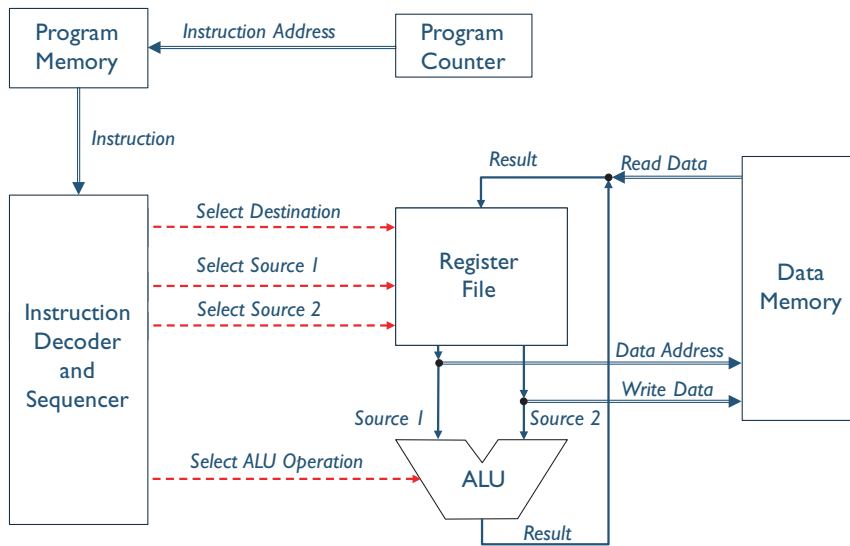 Program
Memory
Instruction Address
Program
Counter
Instruction
Result
Read Data
Select Destination
Select Source 1
Select Source 2
Register
File
Data
Memory
Instruction
Decoder
and
Sequencer
Data Address
Write Data
Source 1
Source 2
Select ALU Operation
ALU
Result